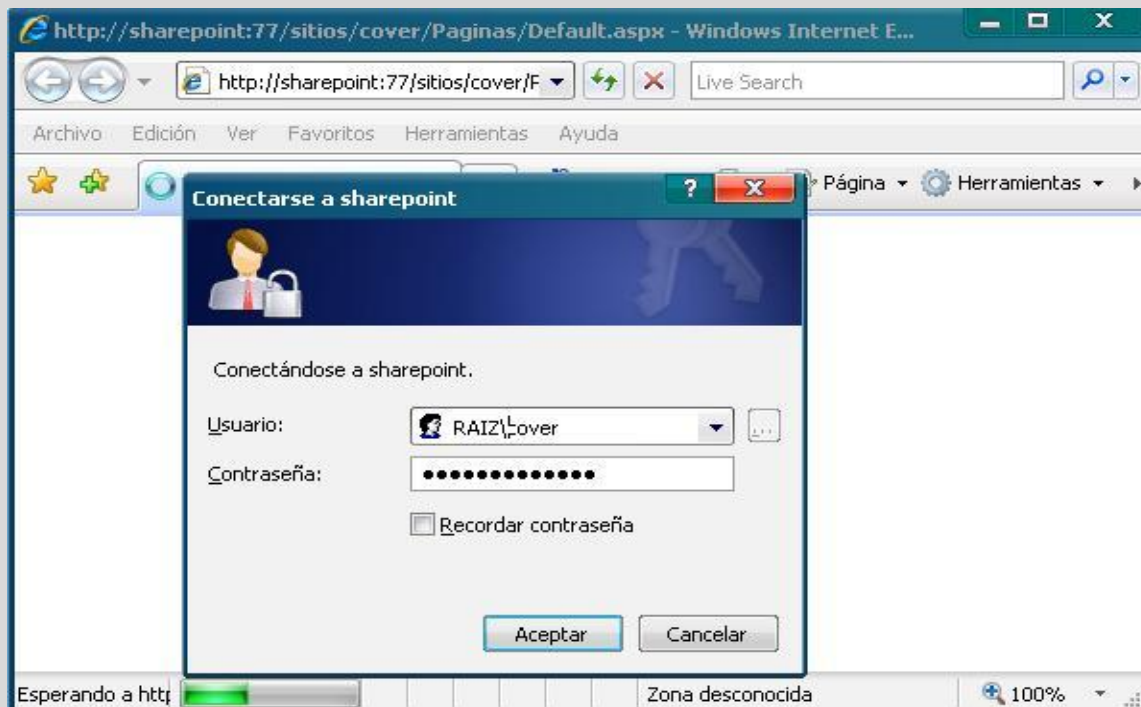 http://sharepoint:77/sitios/cover/Paginas/Default.aspx - Windows Internet E...
http://sharepoint:77/sitios/cover/F
Live Search
Archivo Edición Ver Favoritos Herramientas Ayuda
Página Herramientas
Conectarse a sharepoint
Conectándose a sharepoint.
Usuario: RAIZ\cover
Contraseña: •••••••••••••
Recordar contraseña
Aceptar Cancelar
Esperando a http Zona desconocida 100%